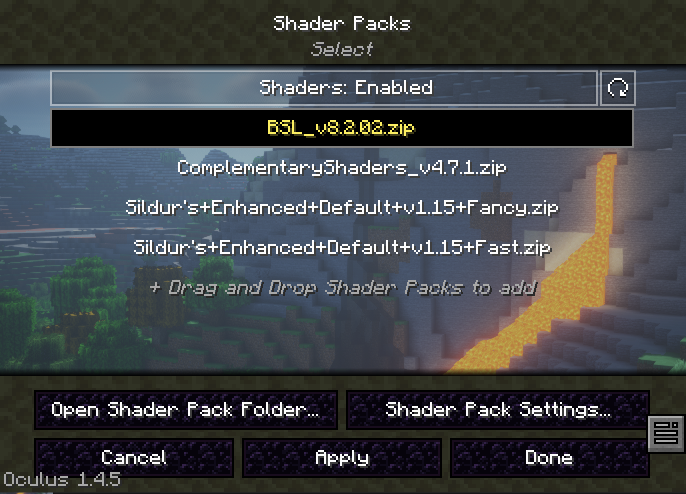 Shader Packs
Select
Shaders: Enabled
BSL_v8.2.02.zip
ComplementaryShaders_v4.7.1.zip
Sildur's+Enhanced+Default+v1.15+Fancy.zip
Sildur's+Enhanced+Default+v1.15+Fast.zip
+ Drag and Drop Shader Packs to add
Open Shader Pack Folder... Shader Pack Settings...
Cancel Apply Done
Oculus 1.4.5